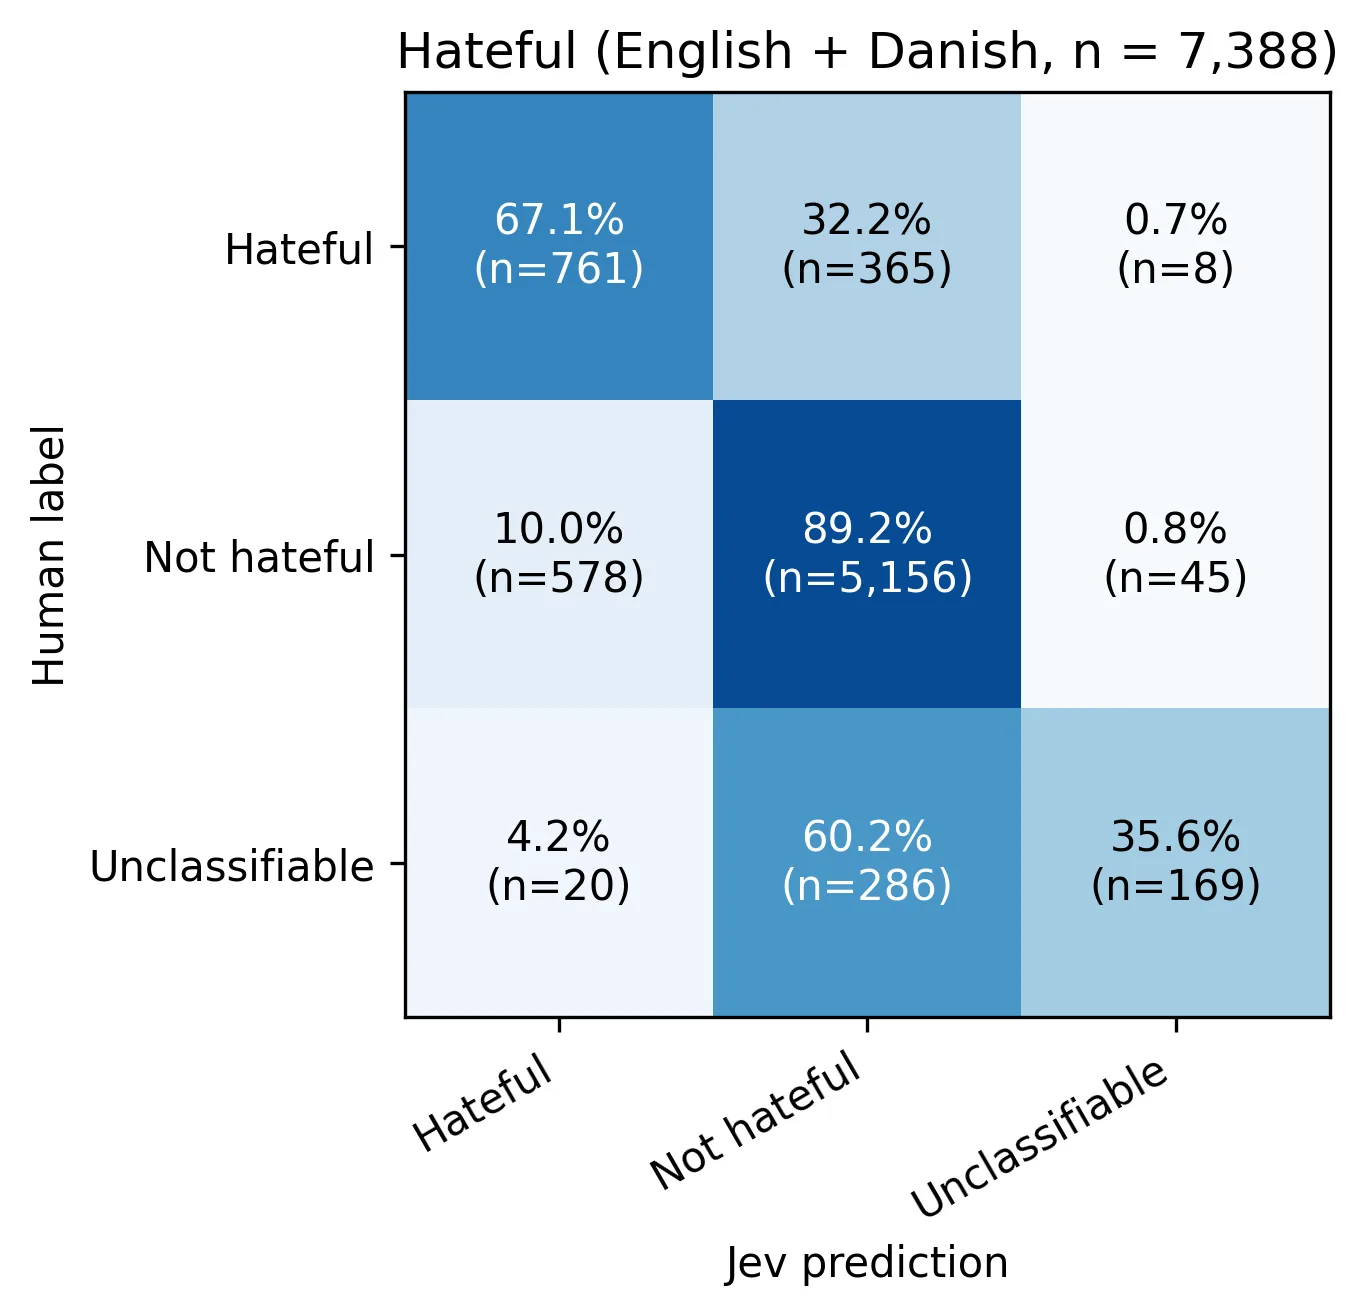 Hateful (English + Danish, n = 7,388)
Human label
Hateful
67.1%
(n=761)
32.2%
(n=365)
0.7%
(n=8)
Not hateful
10.0%
(n=578)
89.2%
(n=5,156)
0.8%
(n=45)
Unclassifiable
4.2%
(n=20)
60.2%
(n=286)
35.6%
(n=169)
Hateful
Not hateful
Unclassifiable
Jev prediction